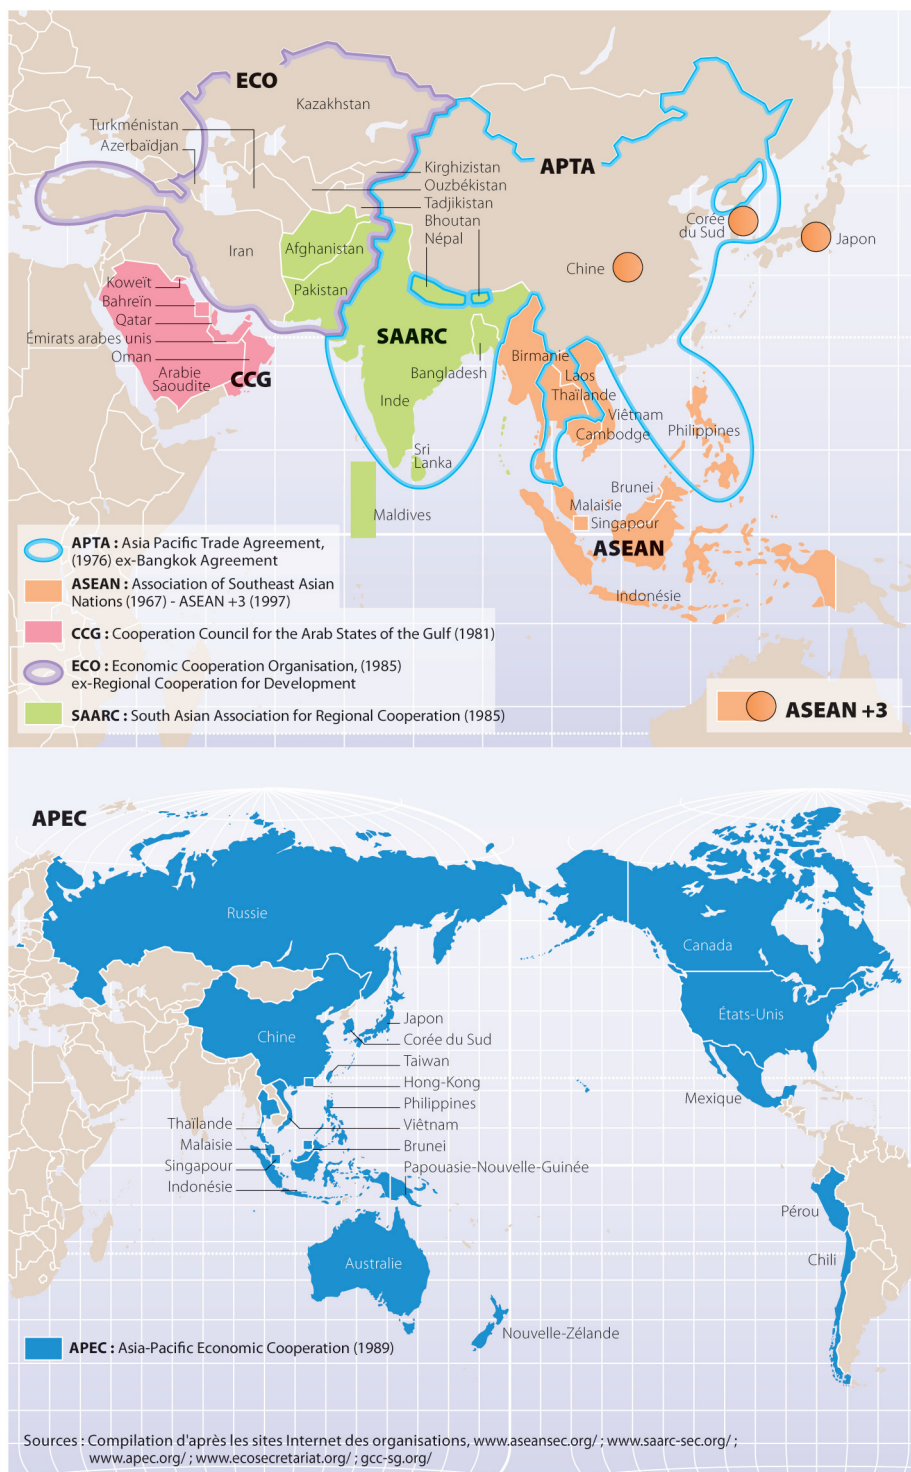 ECO
Kazakhstan
Turkménistan
Azerbaïdjan
APTA
Kirghizistan
Ouzbékistan
Tadjikistan
Bhoutan
Népal
Corée
du Sud
Japon
Iran
Afghanistan
Chine
Koweït
Pakistan
Bahreïn
Qatar
Émirats arabes unis
SAARC
Oman
Birmanie
Arabie
Saoudite
CCG
Bangladesh
Laos
Thaïlande
Inde
Viêtnam
Cambodge
Philippines
Sri
Lanka
Brunei
Malaisie
Singapour
Maldives
ASEAN
Indonésie
APTA : Asia Pacific Trade Agreement,
(1976) ex-Bangkok Agreement
ASEAN : Association of Southeast Asian
Nations (1967) - ASEAN +3 (1997)
CCG : Cooperation Council for the Arab States of the Gulf (1981)
ECO : Economic Cooperation Organisation, (1985)
ex-Regional Cooperation for Development
SAARC : South Asian Association for Regional Cooperation (1985)
ASEAN +3
APEC
Russie
Canada
États-Unis
Chine
Japon
Corée du Sud
Taiwan
Hong-Kong
Mexique
Philippines
Thaïlande
Viêtnam
Malaisie
Brunei
Singapour
Papouasie-Nouvelle-Guinée
Indonésie
Pérou
Chili
Australie
Nouvelle-Zélande
APEC : Asia-Pacific Economic Cooperation (1989)
Sources : Compilation d'après les sites Internet des organisations, www.aseansec.org/ ; www.saarc-sec.org/ ;
www.apec.org/ ; www.ecosecretariat.org/ ; gcc-sg.org/